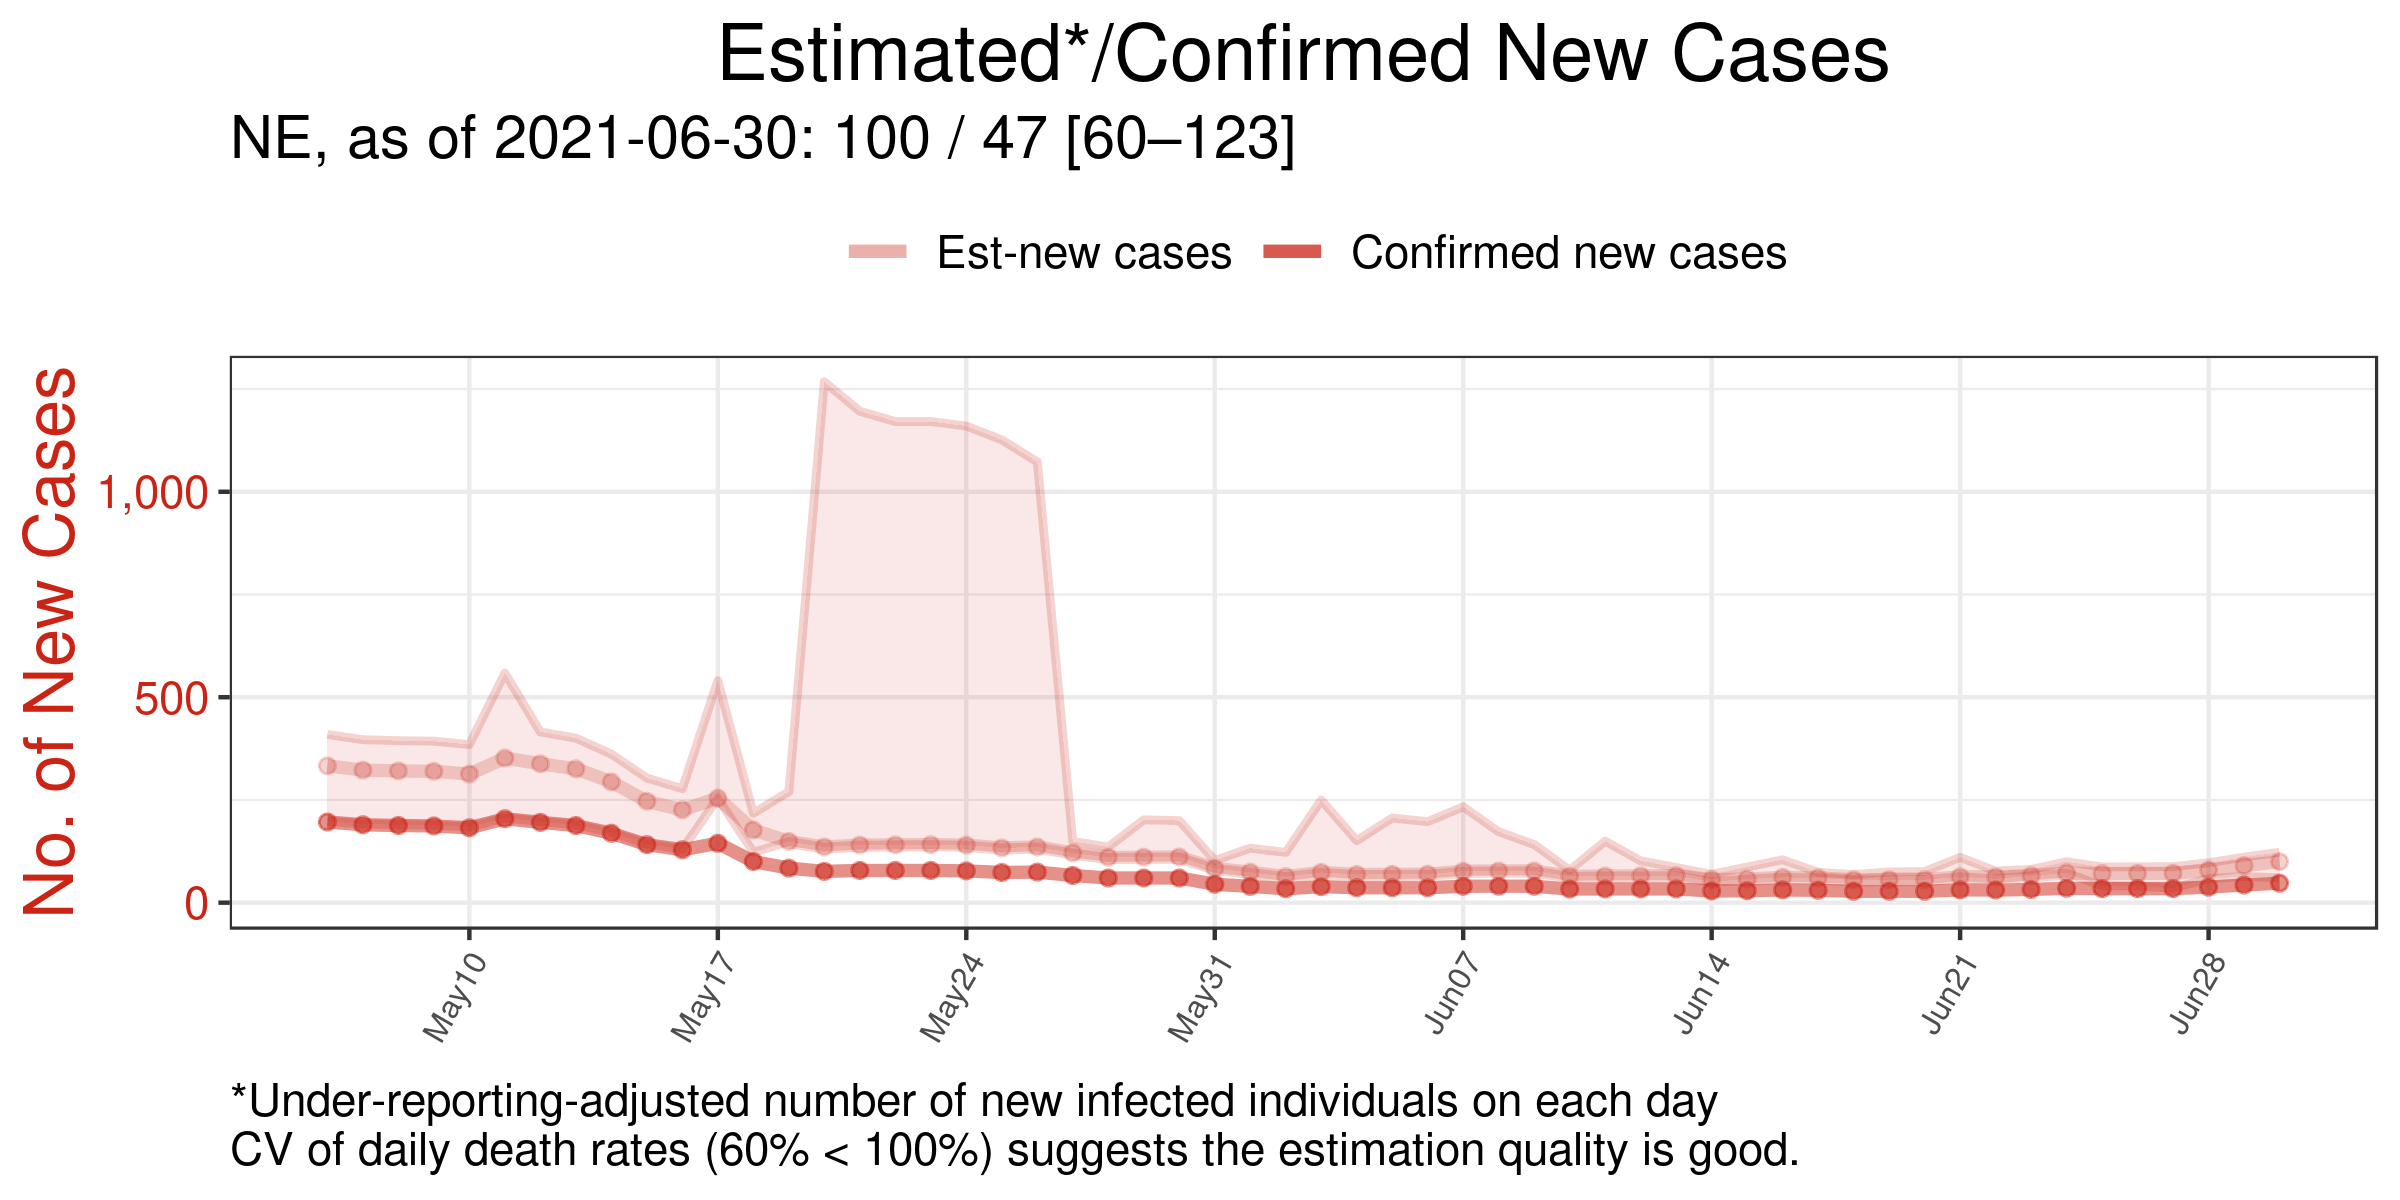 Estimated*/Confirmed New Cases
NE, as of 2021-06-30: 100 / 47 [60–123]
Est-new cases
Confirmed new cases
No. of New Cases
1,000
500
0
May10
May17
May24
May31
Jun07
Jun14
Jun21
Jun28
*Under-reporting-adjusted number of new infected individuals on each day
CV of daily death rates (60% < 100%) suggests the estimation quality is good.